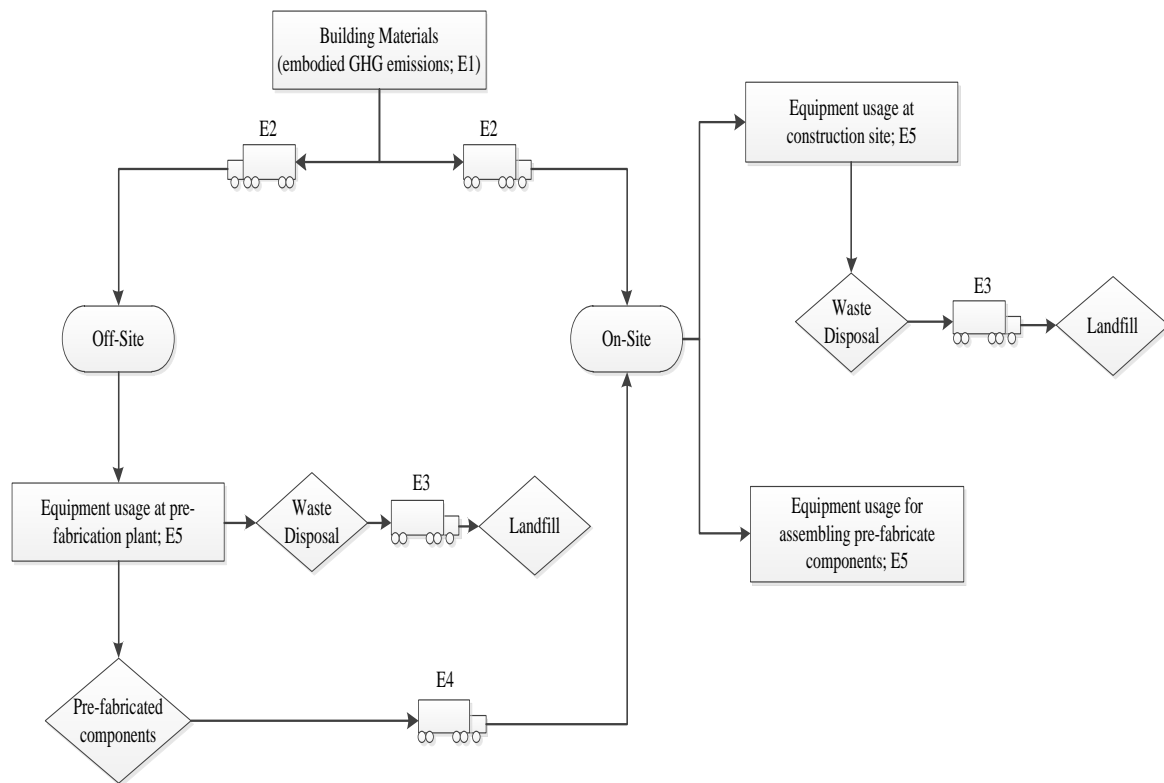 Building Materials
(embodied GHG emissions; E1)
E2
E2
Equipment usage at
construction site; E5
Off-Site
On-Site
Waste
Disposal
E3
Landfill
Equipment usage at pre-
fabrication plant; E5
Waste
Disposal
E3
Landfill
Equipment usage for
assembling pre-fabricate
components; E5
Pre-fabricated
components
E4